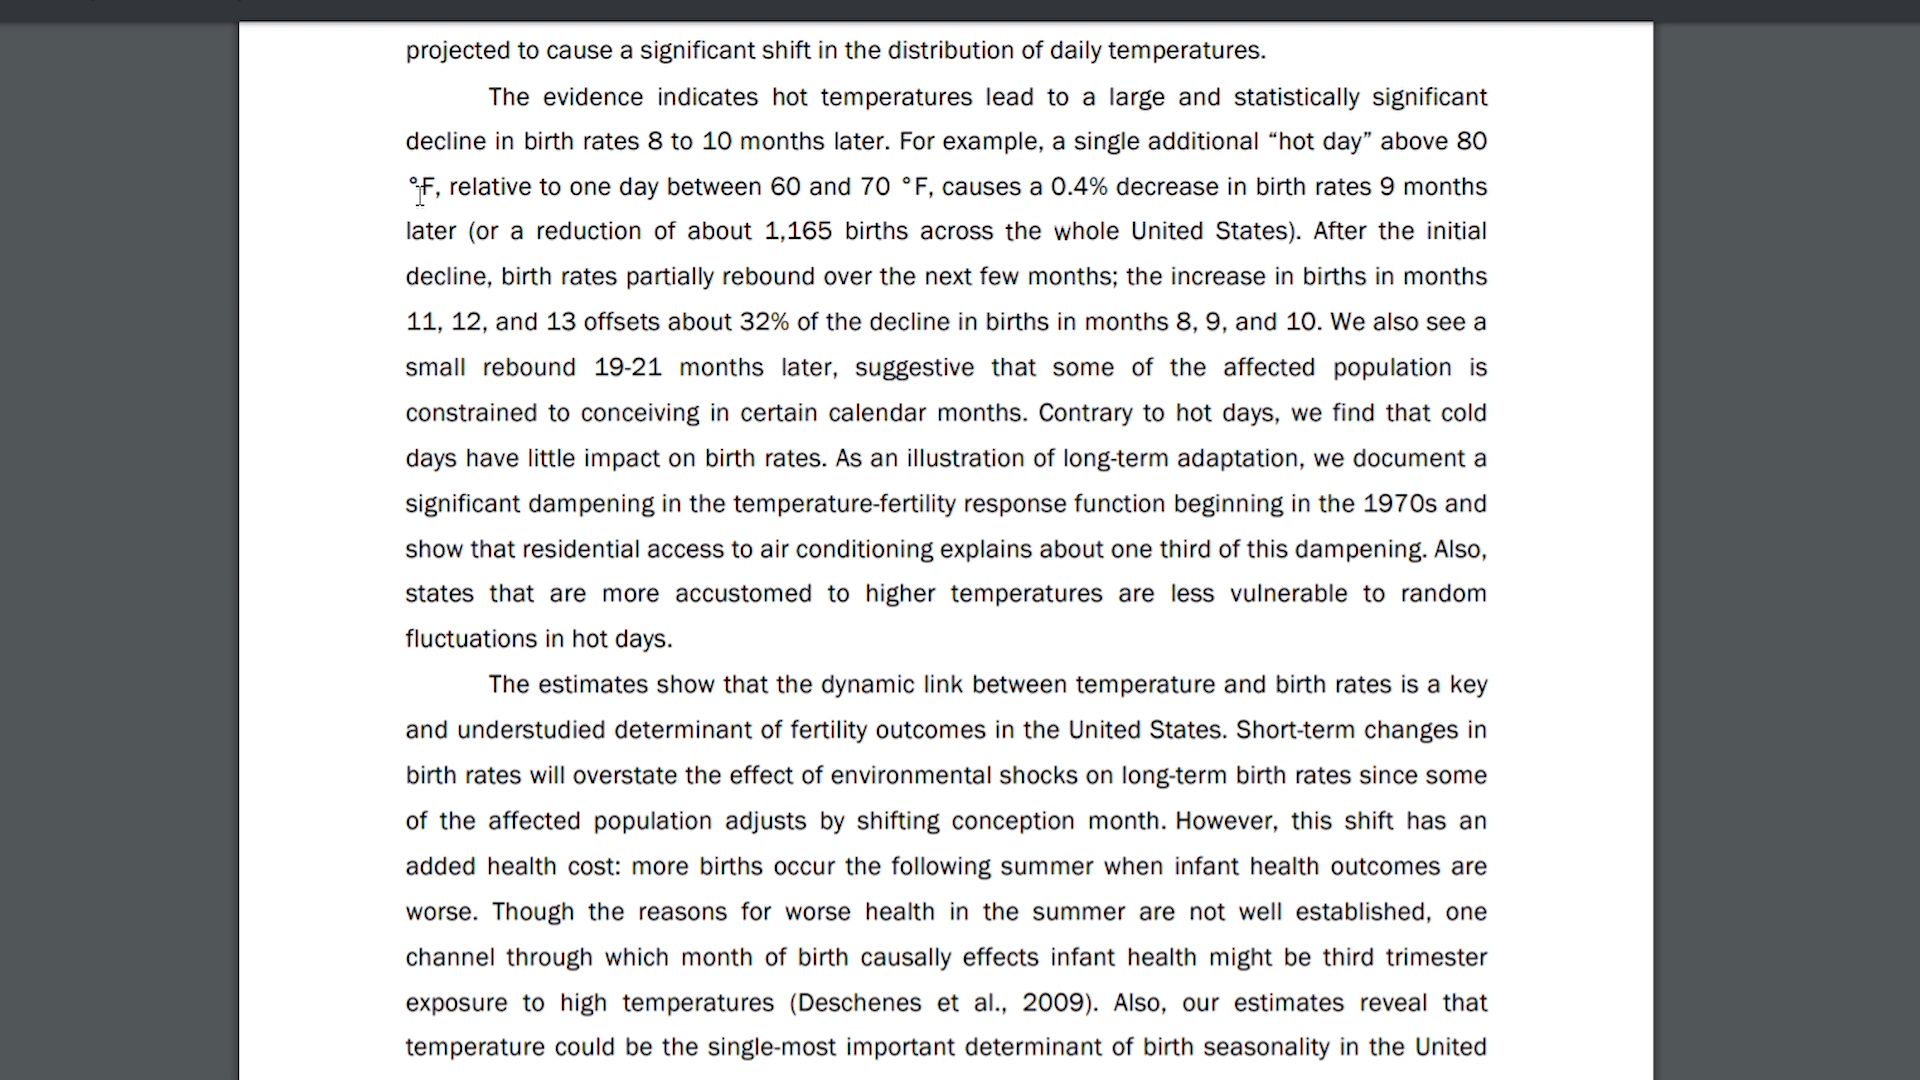 projected to cause a significant shift in the distribution of daily temperatures.
The evidence indicates hot temperatures lead to a large and statistically significant
decline in birth rates 8 to 10 months later. For example, a single additional “hot day” above 80
°F, relative to one day between 60 and 70 °F, causes a 0.4% decrease in birth rates 9 months
later (or a reduction of about 1,165 births across the whole United States). After the initial
decline, birth rates partially rebound over the next few months; the increase in births in months
11, 12, and 13 offsets about 32% of the decline in births in months 8, 9, and 10. We also see a
small rebound 19-21 months later, suggestive that some of the affected population is
constrained to conceiving in certain calendar months. Contrary to hot days, we find that cold
days have little impact on birth rates. As an illustration of long-term adaptation, we document a
significant dampening in the temperature-fertility response function beginning in the 1970s and
show that residential access to air conditioning explains about one third of this dampening. Also,
states that are more accustomed to higher temperatures are less vulnerable to random
fluctuations in hot days.
The estimates show that the dynamic link between temperature and birth rates is a key
and understudied determinant of fertility outcomes in the United States. Short-term changes in
birth rates will overstate the effect of environmental shocks on long-term birth rates since some
of the affected population adjusts by shifting conception month. However, this shift has an
added health cost: more births occur the following summer when infant health outcomes are
worse. Though the reasons for worse health in the summer are not well established, one
channel through which month of birth causally effects infant health might be third trimester
exposure to high temperatures (Deschenes et al., 2009). Also, our estimates reveal that
temperature could be the single-most important determinant of birth seasonality in the United